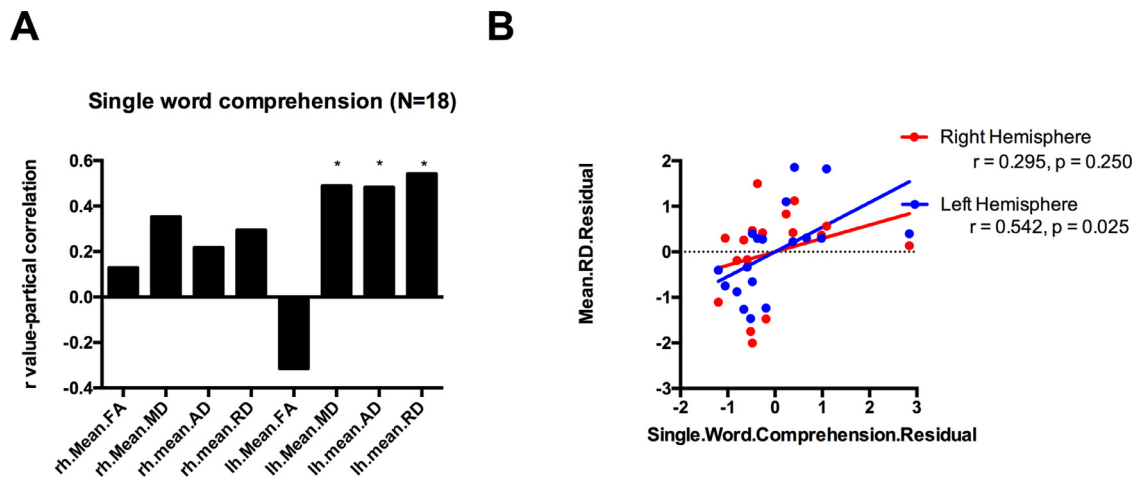 A
B
Single word comprehension (N=18)
r value-partical correlation
0.6
0.4
0.2
0.0
-0.2
-0.4
*
*
*
rh.Mean.FA
rh.Mean.MD
rh.mean.AD
rh.mean.RD
lh.Mean.FA
lh.Mean.MD
lh.mean.AD
lh.mean.RD
Mean.RD.Residual
2
1
0
-1
-2
-3
-2
-1
0
1
2
3
Single.Word.Comprehension.Residual
Right Hemisphere
r = 0.295, p = 0.250
Left Hemisphere
r = 0.542, p = 0.025